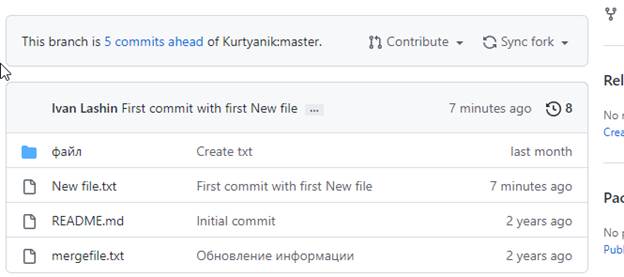 This branch is 5 commits ahead of Kurtyanik:master. Contribute Sync fork
Ivan Lashin First commit with first New file ... 7 minutes ago 8
файл Create txt last month
New file.txt First commit with first New file 7 minutes ago
README.md Initial commit 2 years ago
mergefile.txt Обновление информации 2 years ago
Rel
No r
Crea
Pac
No p
Publ